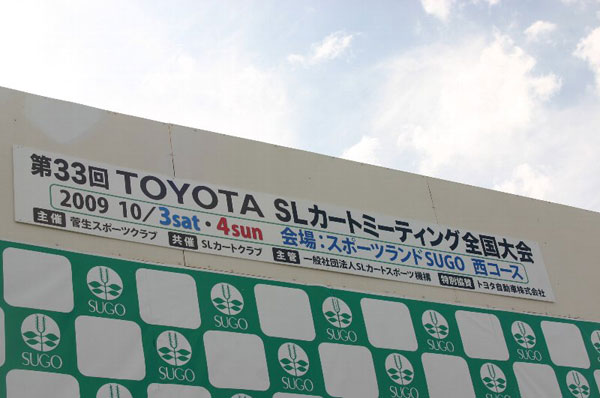 第33回 TOYOTA SLカートミーティング全国大会
2009 10/3sat・4sun 会場:スポーツランドSUGO 西コース
主催 菅生スポーツクラブ 共催 SLカートクラブ 主管 一般社団法人SLカートスポーツ機構 特別協賛 トヨタ自動車株式会社
SUGO SUGO SUGO SUGO SUGO SUGO
SUGO SUGO SUGO SUGO SUGO